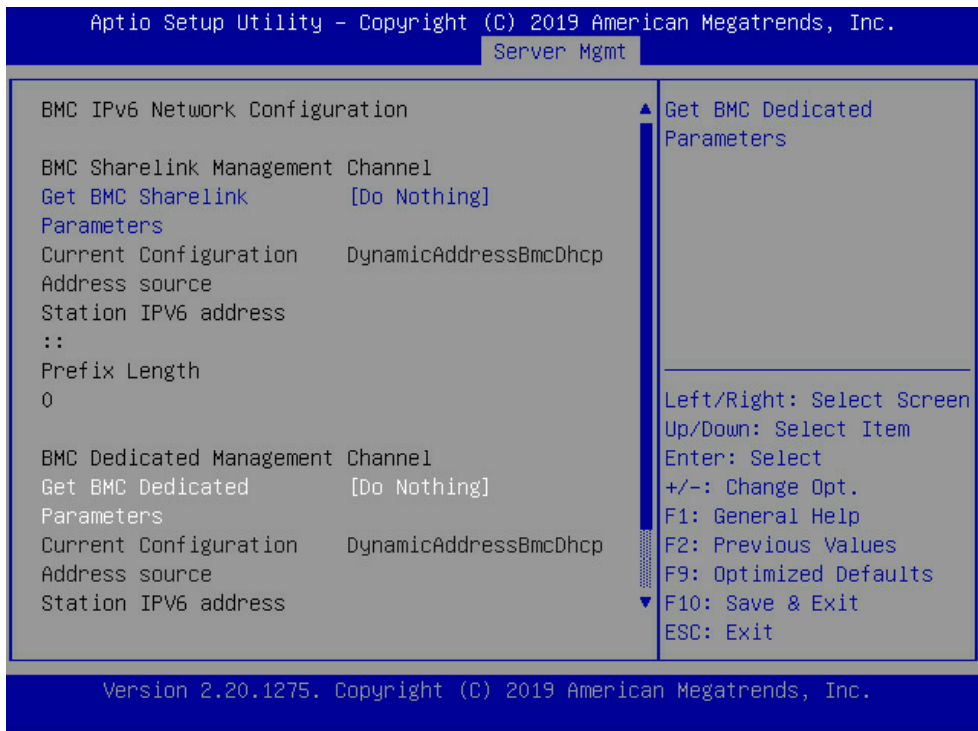 Aptio Setup Utility – Copyright (C) 2019 American Megatrends, Inc.
Server Mgmt
BMC IPv6 Network Configuration
BMC Sharelink Management Channel
Get BMC Sharelink [Do Nothing]
Parameters
Current Configuration DynamicAddressBmcDhcp
Address source
Station IPV6 address
::
Prefix Length
0
BMC Dedicated Management Channel
Get BMC Dedicated [Do Nothing]
Parameters
Current Configuration DynamicAddressBmcDhcp
Address source
Station IPV6 address
Get BMC Dedicated
Parameters
Left/Right: Select Screen
Up/Down: Select Item
Enter: Select
+/-: Change Opt.
F1: General Help
F2: Previous Values
F9: Optimized Defaults
F10: Save & Exit
ESC: Exit
Version 2.20.1275. Copyright (C) 2019 American Megatrends, Inc.